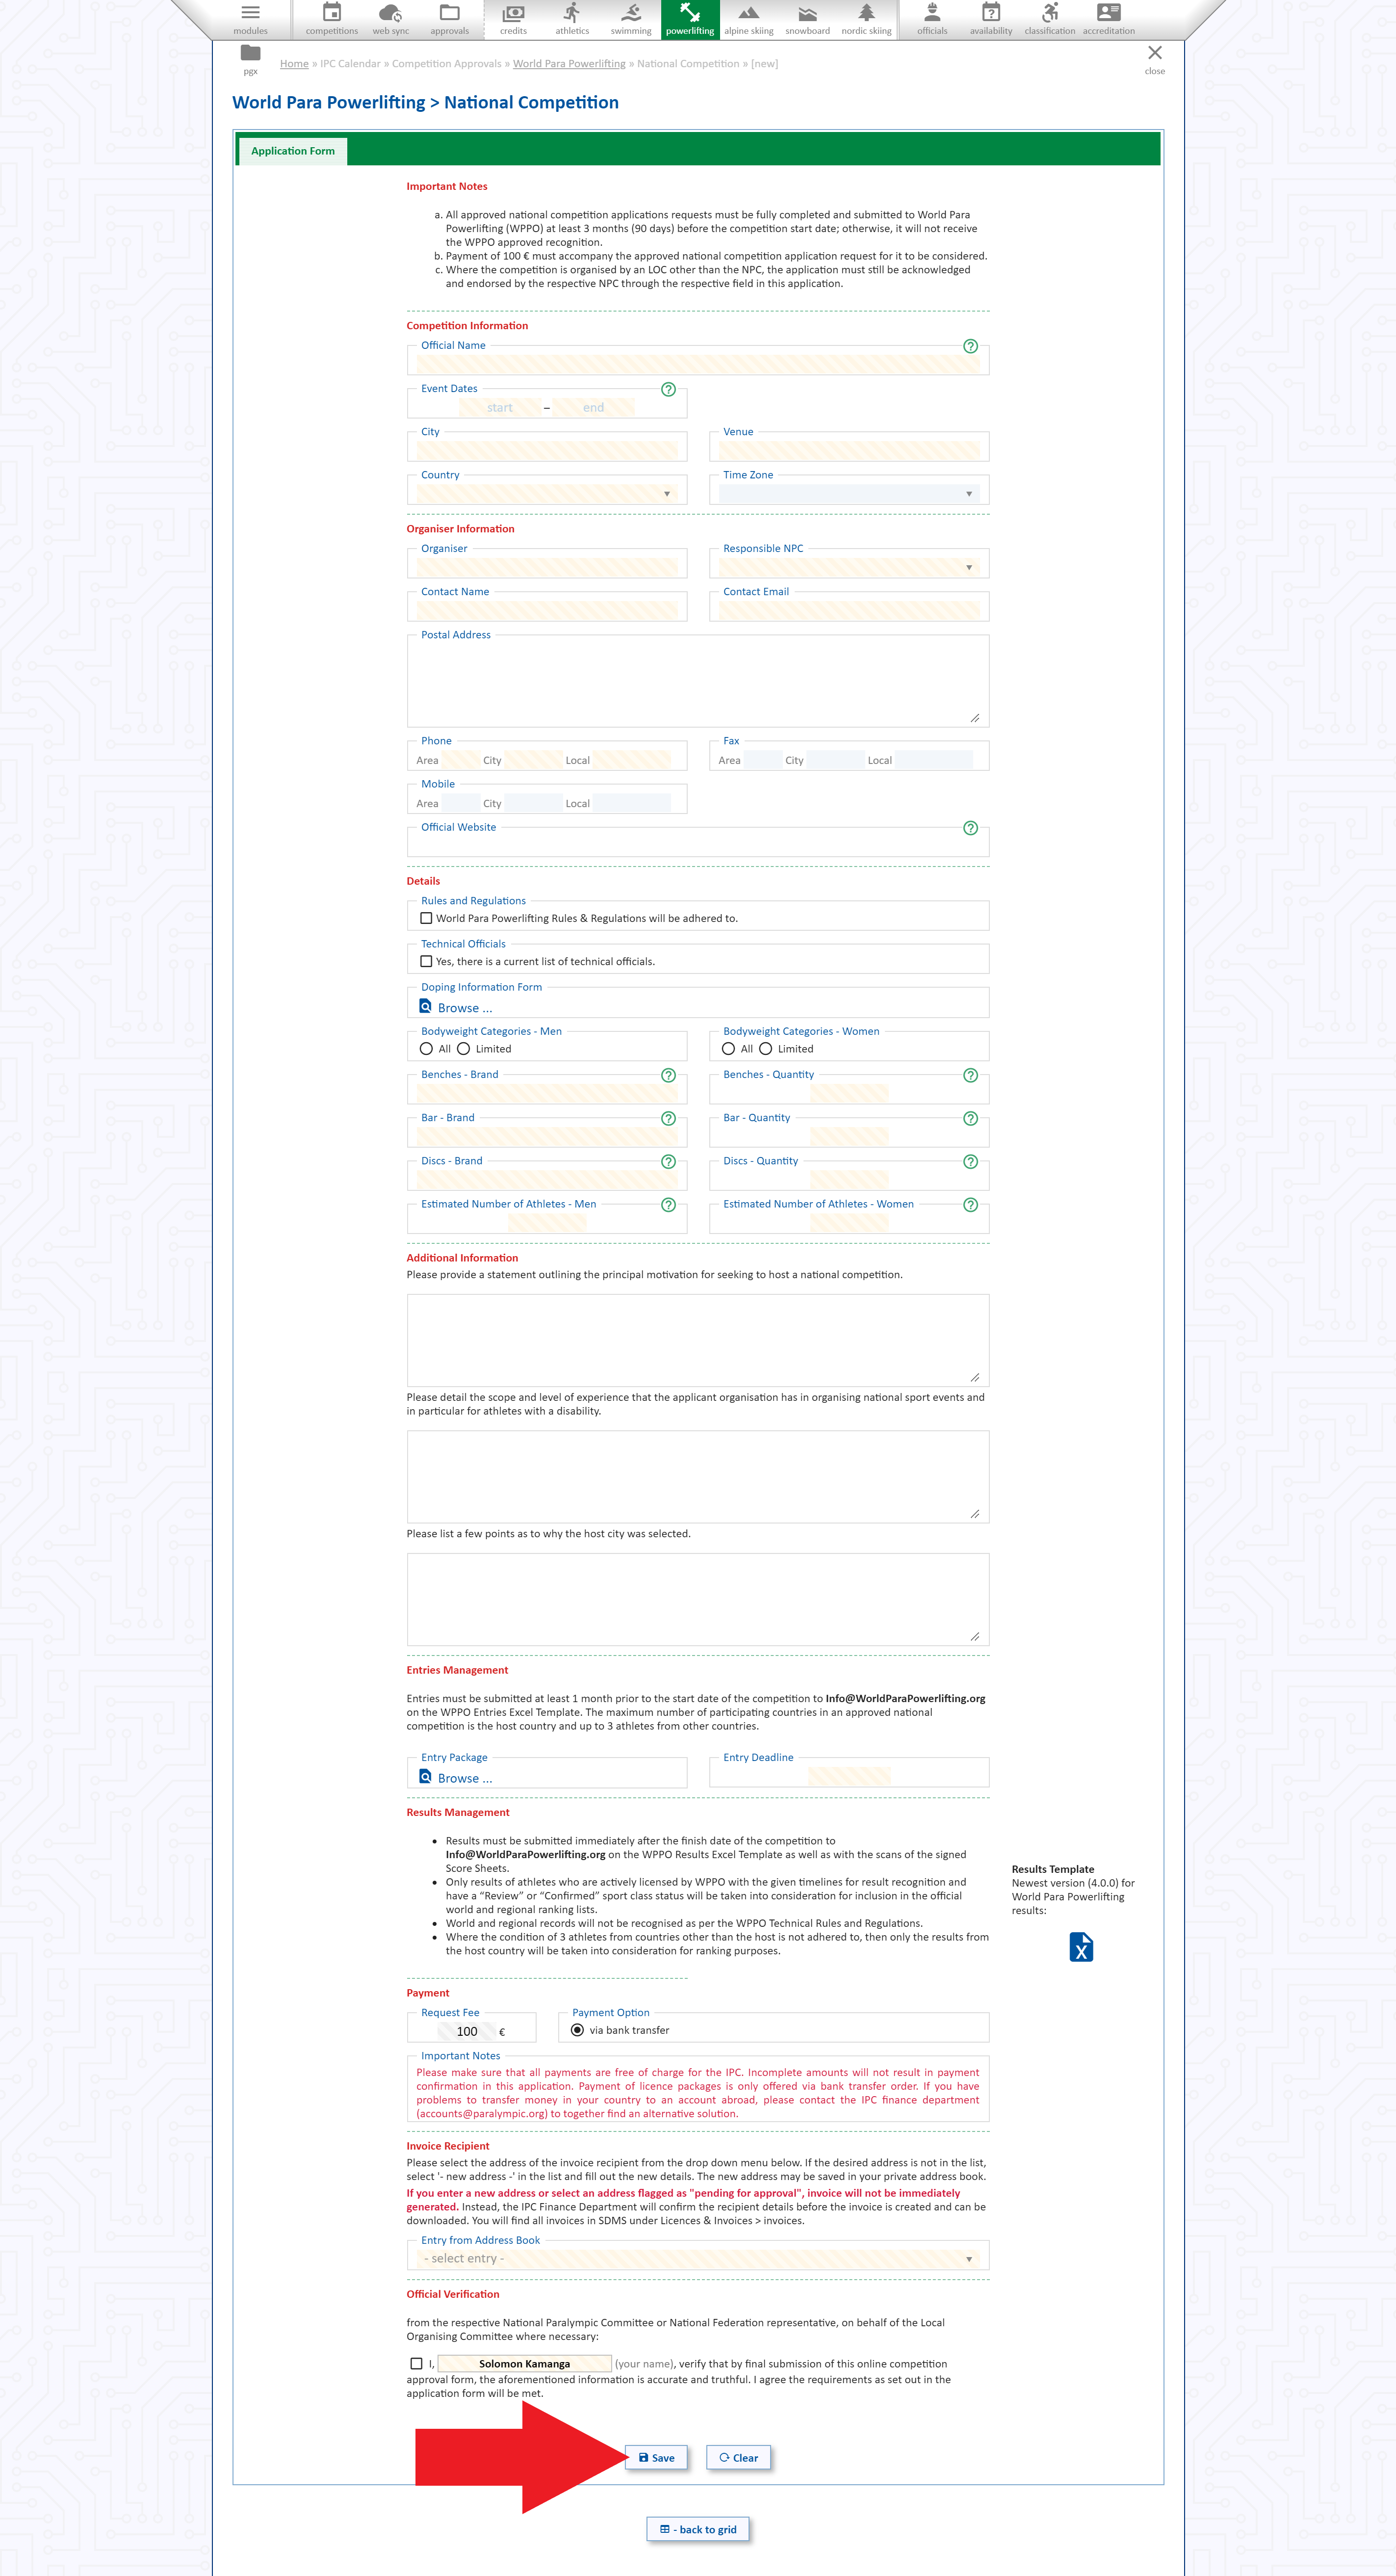 modules competitions web sync approvals credits athletics swimming powerlifting alpine skiing snowboard nordic skiing officials availability classification accreditation
pgx
Home » IPC Calendar » Competition Approvals » World Para Powerlifting » National Competition » [new]
close
World Para Powerlifting > National Competition
Application Form
Important Notes
a. All approved national competition applications requests must be fully completed and submitted to World Para
Powerlifting (WPPO) at least 3 months (90 days) before the competition start date; otherwise, it will not receive
the WPPO approved recognition.
b. Payment of 100 € must accompany the approved national competition application request for it to be considered.
c. Where the competition is organised by an LOC other than the NPC, the application must still be acknowledged
and endorsed by the respective NPC through the respective field in this application.
Competition Information
Official Name ?
Event Dates ?
start – end
City Venue
Country Time Zone
Organiser Information
Organiser Responsible NPC
Contact Name Contact Email
Postal Address
Phone Fax
Area City Local Area City Local
Mobile
Area City Local
Official Website ?
Details
Rules and Regulations
World Para Powerlifting Rules & Regulations will be adhered to.
Technical Officials
Yes, there is a current list of technical officials.
Doping Information Form
Browse ...
Bodyweight Categories - Men Bodyweight Categories - Women
All Limited All Limited
Benches - Brand ? Benches - Quantity ?
Bar - Brand ? Bar - Quantity ?
Discs - Brand ? Discs - Quantity ?
Estimated Number of Athletes - Men ? Estimated Number of Athletes - Women ?
Additional Information
Please provide a statement outlining the principal motivation for seeking to host a national competition.
Please detail the scope and level of experience that the applicant organisation has in organising national sport events and
in particular for athletes with a disability.
Please list a few points as to why the host city was selected.
Entries Management
Entries must be submitted at least 1 month prior to the start date of the competition to Info@WorldParaPowerlifting.org
on the WPPO Entries Excel Template. The maximum number of participating countries in an approved national
competition is the host country and up to 3 athletes from other countries.
Entry Package Entry Deadline
Browse ...
Results Management
• Results must be submitted immediately after the finish date of the competition to
Info@WorldParaPowerlifting.org on the WPPO Results Excel Template as well as with the scans of the signed
Score Sheets.
• Only results of athletes who are actively licensed by WPPO with the given timelines for result recognition and
have a “Review” or “Confirmed” sport class status will be taken into consideration for inclusion in the official
world and regional ranking lists.
• World and regional records will not be recognised as per the WPPO Technical Rules and Regulations.
• Where the condition of 3 athletes from countries other than the host is not adhered to, then only the results from
the host country will be taken into consideration for ranking purposes.
Results Template
Newest version (4.0.0) for
World Para Powerlifting
results:
X
Payment
Request Fee Payment Option
100 € via bank transfer
Important Notes
Please make sure that all payments are free of charge for the IPC. Incomplete amounts will not result in payment
confirmation in this application. Payment of licence packages is only offered via bank transfer order. If you have
problems to transfer money in your country to an account abroad, please contact the IPC finance department
(accounts@paralympic.org) to together find an alternative solution.
Invoice Recipient
Please select the address of the invoice recipient from the drop down menu below. If the desired address is not in the list,
select '- new address -' in the list and fill out the new details. The new address may be saved in your private address book.
If you enter a new address or select an address flagged as "pending for approval", invoice will not be immediately
generated. Instead, the IPC Finance Department will confirm the recipient details before the invoice is created and can be
downloaded. You will find all invoices in SDMS under Licences & Invoices > invoices.
Entry from Address Book
- select entry -
Official Verification
from the respective National Paralympic Committee or National Federation representative, on behalf of the Local
Organising Committee where necessary:
I, Solomon Kamanga (your name), verify that by final submission of this online competition
approval form, the aforementioned information is accurate and truthful. I agree the requirements as set out in the
application form will be met.
Save Clear
- back to grid